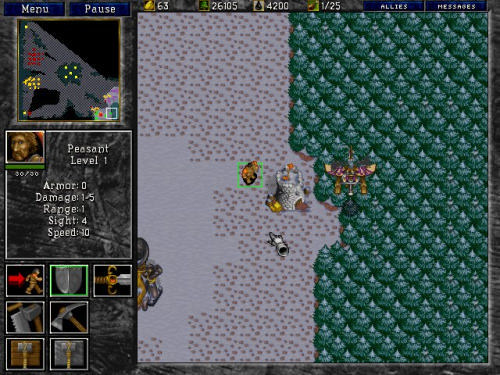 Menu Pause 63 26105 4200 1/25 ALLIES MESSAGES
Peasant
Level 1
30/30
Armor: 0
Damage: 1-5
Range: 1
Sight: 4
Speed: 10